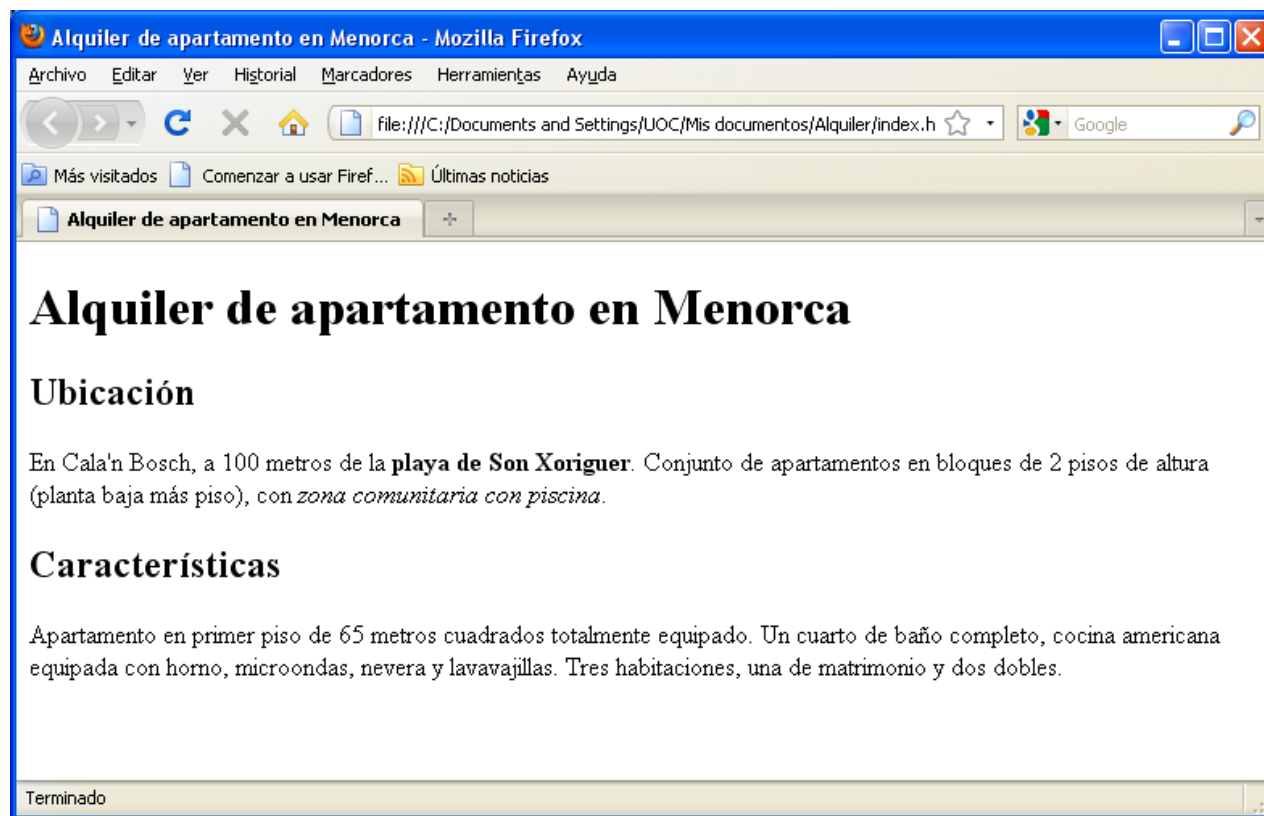 Alquiler de apartamento en Menorca - Mozilla Firefox
Archivo Editar Ver Historial Marcadores Herramientas Ayuda
file:///C:/Documents and Settings/UOC/Mis documentos/Alquiler/index.h Google
Más visitados Comenzar a usar Firef... Últimas noticias
Alquiler de apartamento en Menorca
Alquiler de apartamento en Menorca
Ubicación
En Cala'n Bosch, a 100 metros de la playa de Son Xoriguer. Conjunto de apartamentos en bloques de 2 pisos de altura
(planta baja más piso), con zona comunitaria con piscina.
Características
Apartamento en primer piso de 65 metros cuadrados totalmente equipado. Un cuarto de baño completo, cocina americana
equipada con horno, microondas, nevera y lavavajillas. Tres habitaciones, una de matrimonio y dos dobles.
Terminado